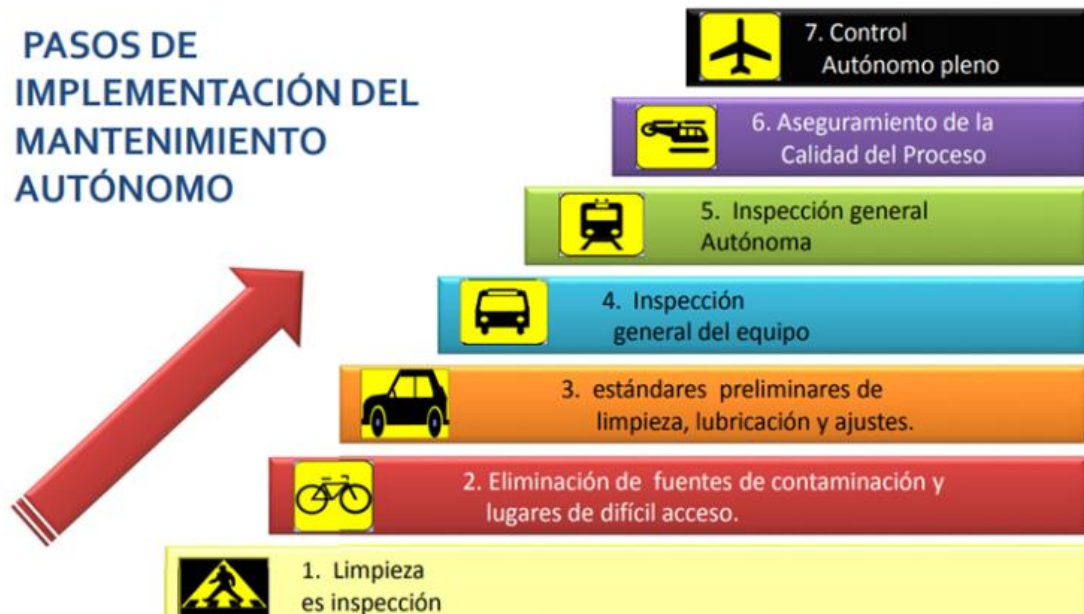 PASOS DE
IMPLEMENTACIÓN DEL
MANTENIMIENTO
AUTÓNOMO
7. Control
Autónomo pleno
6. Aseguramiento de la
Calidad del Proceso
5. Inspección general
Autónoma
4. Inspección
general del equipo
3. estándares preliminares de
limpieza, lubricación y ajustes.
2. Eliminación de fuentes de contaminación y
lugares de difícil acceso.
1. Limpieza
es inspección